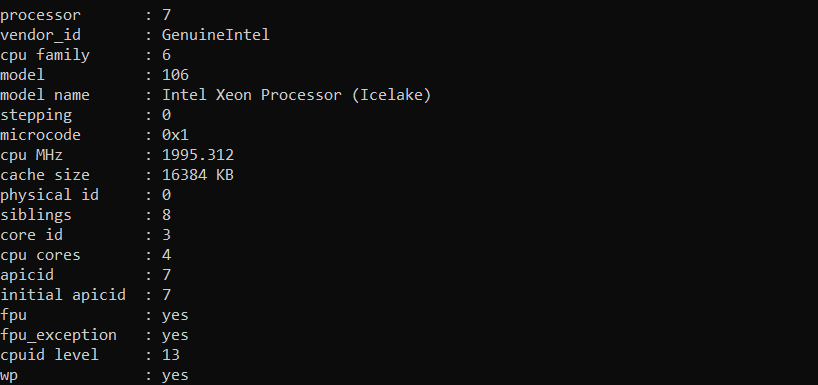 processor       : 7
vendor_id       : GenuineIntel
cpu family      : 6
model           : 106
model name      : Intel Xeon Processor (Icelake)
stepping        : 0
microcode       : 0x1
cpu MHz         : 1995.312
cache size      : 16384 KB
physical id     : 0
siblings        : 8
core id         : 3
cpu cores       : 4
apicid          : 7
initial apicid  : 7
fpu             : yes
fpu_exception   : yes
cpuid level     : 13
wp              : yes